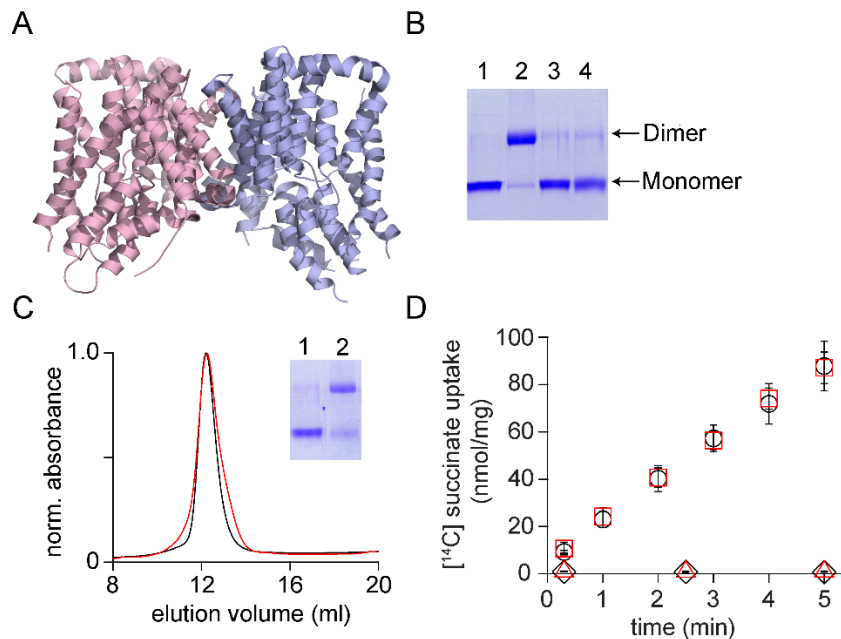 A
B
1 2 3 4
Dimer
Monomer
C
1.0
0
norm. absorbance
8 12 16 20
elution volume (ml)
1 2
D
100
80
60
40
20
0
[¹⁴C] succinate uptake
(nmol/mg)
0 1 2 3 4 5
time (min)